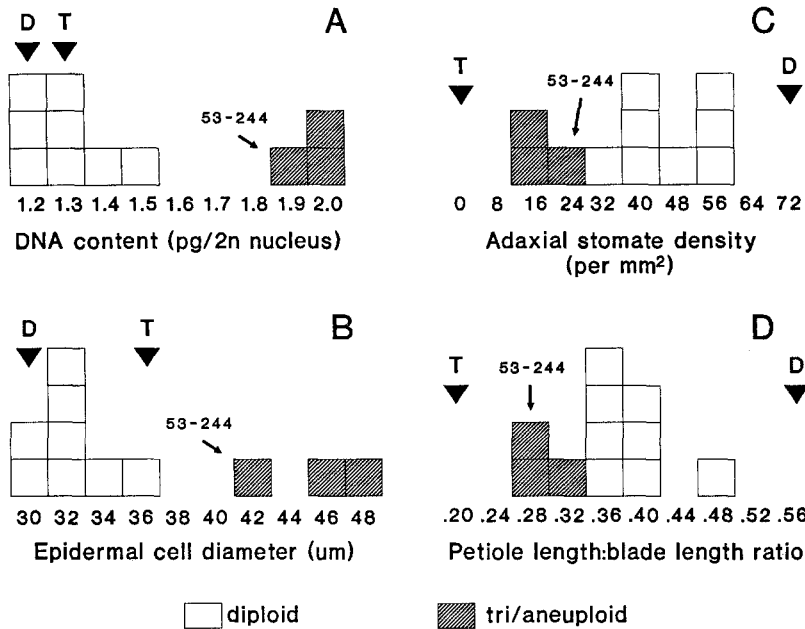 D T A
53-244
1.2 1.3 1.4 1.5 1.6 1.7 1.8 1.9 2.0
DNA content (pg/2n nucleus)
C
T D
53-244
0 8 16 24 32 40 48 56 64 72
Adaxial stomate density
(per mm²)
D T B
53-244
30 32 34 36 38 40 42 44 46 48
Epidermal cell diameter (um)
D
T D
53-244
.20 .24 .28 .32 .36 .40 .44 .48 .52 .56
Petiole length:blade length ratio
diploid
tri/aneuploid